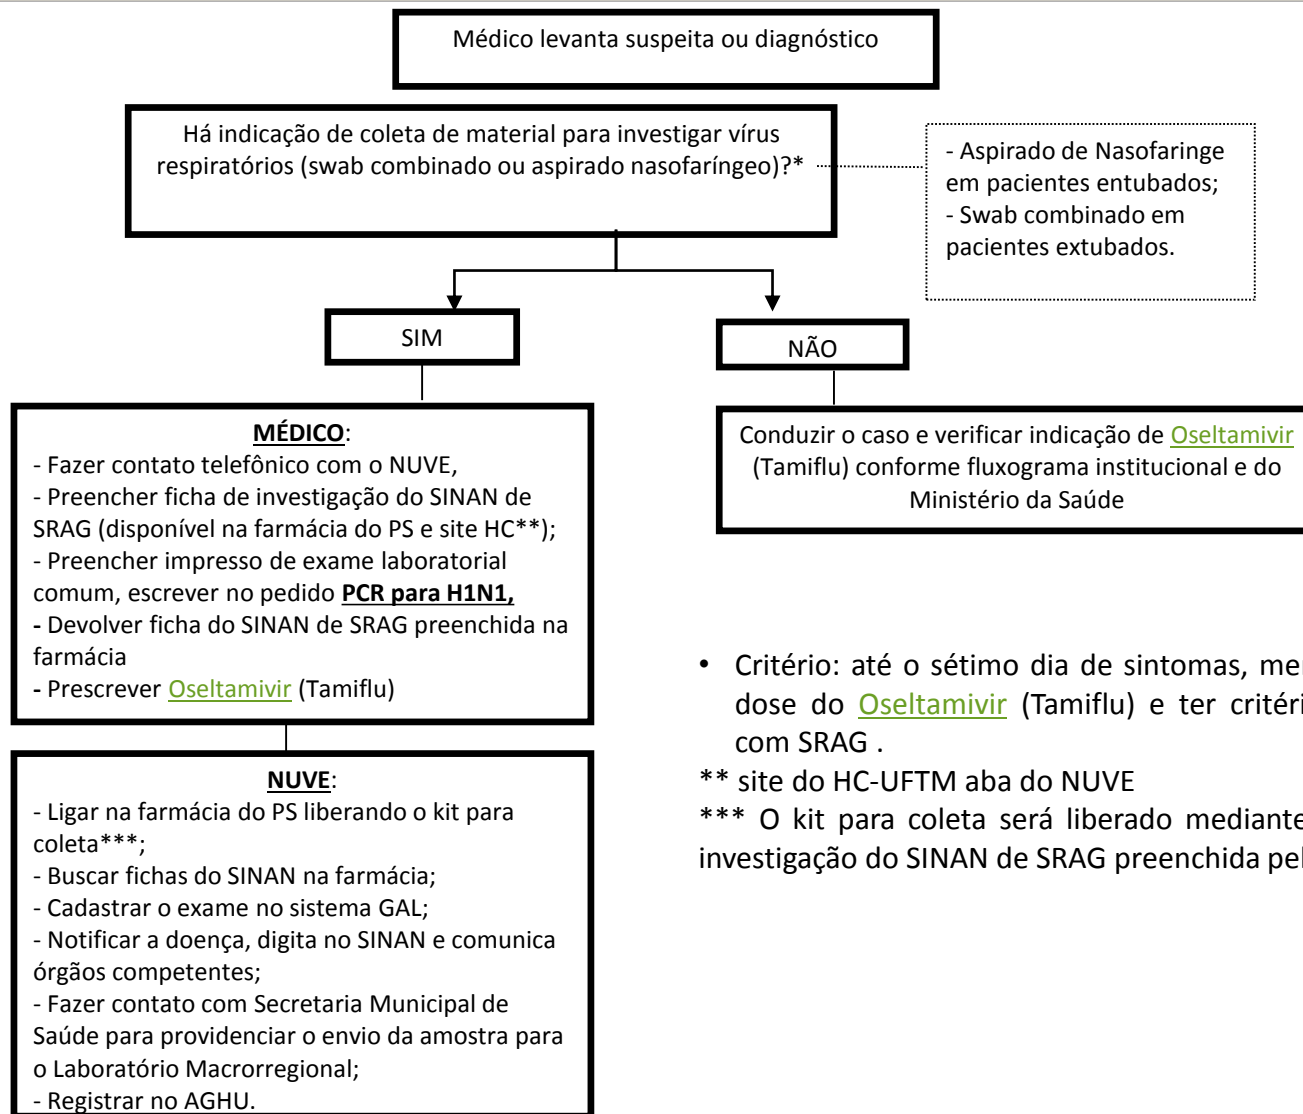 Médico levanta suspeita ou diagnóstico
Há indicação de coleta de material para investigar vírus
respiratórios (swab combinado ou aspirado nasofaríngeo)?*
- Aspirado de Nasofaringe
em pacientes entubados;
- Swab combinado em
pacientes extubados.
SIM
NÃO
MÉDICO:
- Fazer contato telefônico com o NUVE,
- Preencher ficha de investigação do SINAN de
SRAG (disponível na farmácia do PS e site HC**);
- Preencher impresso de exame laboratorial
comum, escrever no pedido PCR para H1N1,
- Devolver ficha do SINAN de SRAG preenchida na
farmácia
- Prescrever Oseltamivir (Tamiflu)
Conduzir o caso e verificar indicação de Oseltamivir
(Tamiflu) conforme fluxograma institucional e do
Ministério da Saúde
NUVE:
- Ligar na farmácia do PS liberando o kit para
coleta***;
- Buscar fichas do SINAN na farmácia;
- Cadastrar o exame no sistema GAL;
- Notificar a doença, digita no SINAN e comunica
órgãos competentes;
- Fazer contato com Secretaria Municipal de
Saúde para providenciar o envio da amostra para
o Laboratório Macrorregional;
- Registrar no AGHU.
• Critério: até o sétimo dia de sintomas,
dose do Oseltamivir (Tamiflu) e ter
com SRAG .
** site do HC-UFTM aba do NUVE
*** O kit para coleta será liberado mediante
investigação do SINAN de SRAG preenchida